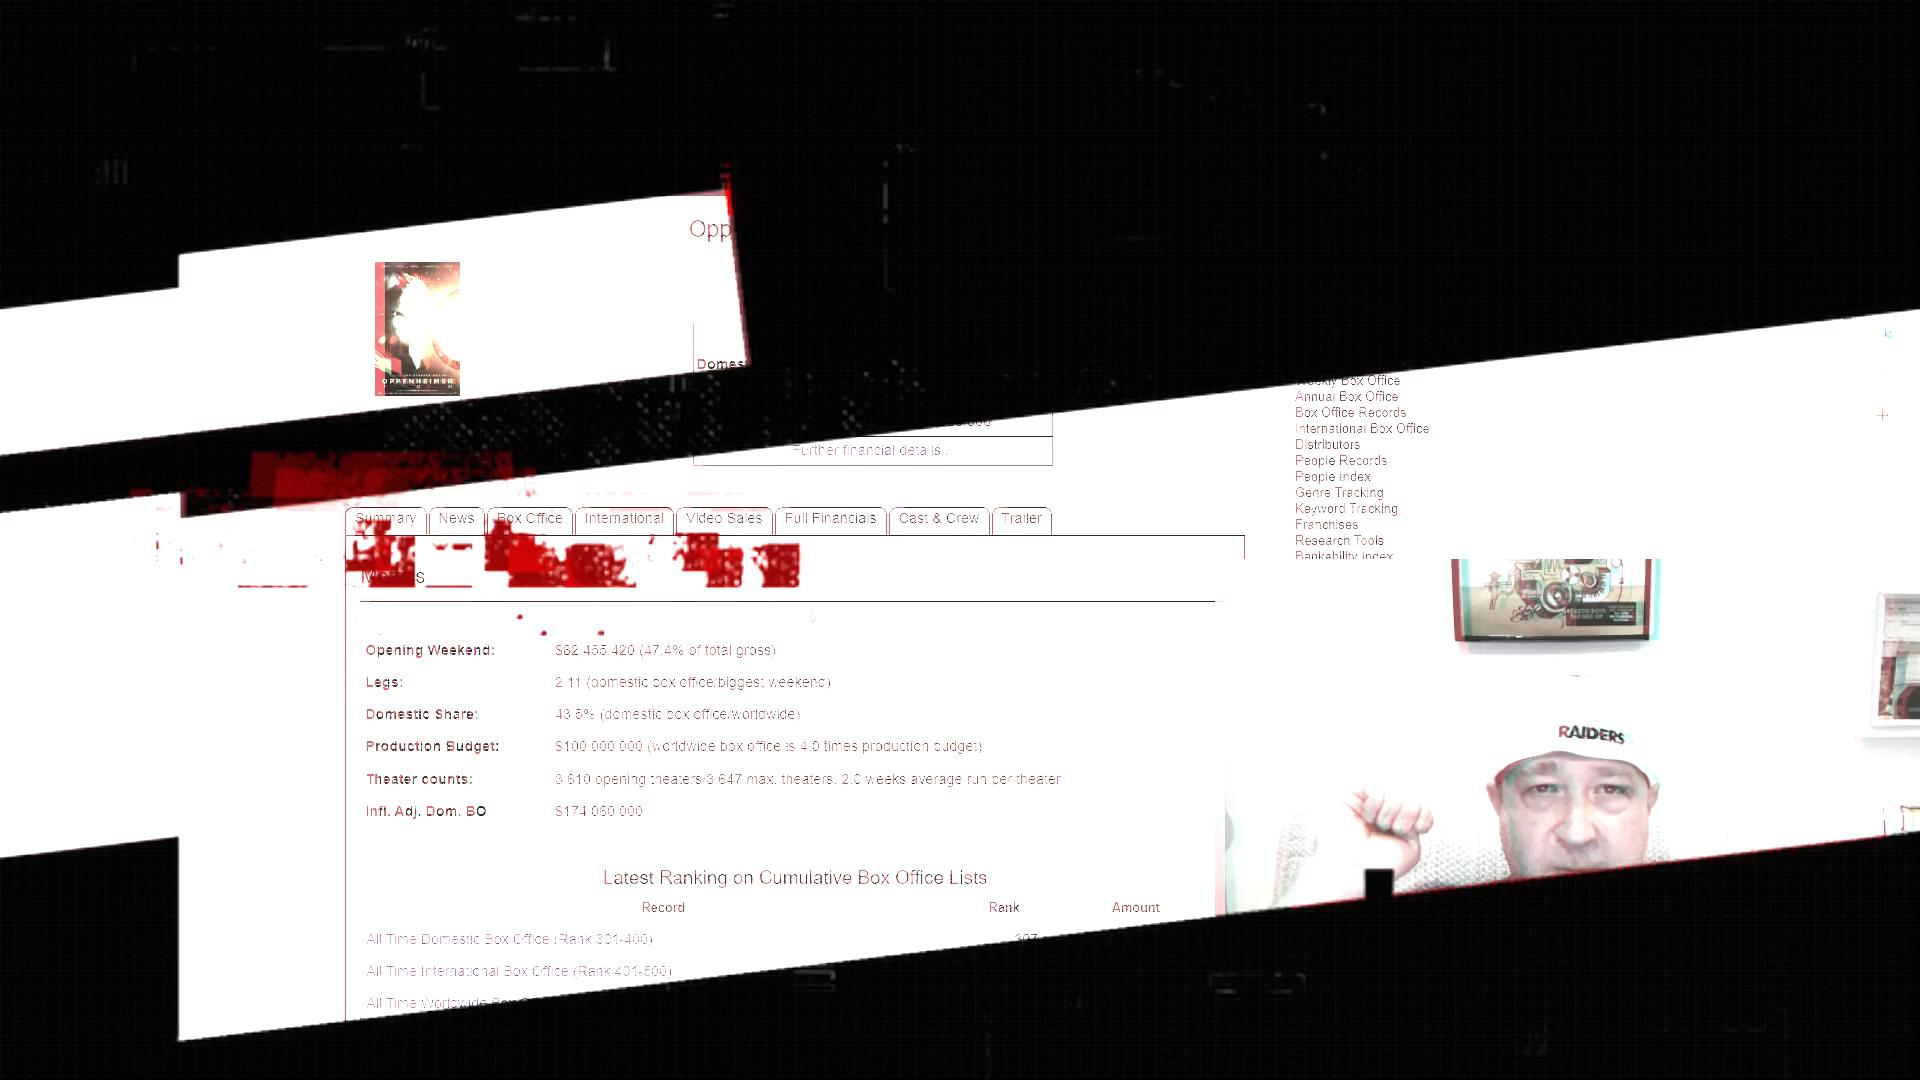 Opp
OPPENHEIMER
Domes
Weekly Box Office
Annual Box Office
Box Office Records
International Box Office
Distributors
People Records
People Index
Genre Tracking
Keyword Tracking
Franchises
Research Tools
Bankability Index
Further financial details...
Summary News Box Office International Video Sales Full Financials Cast & Crew Trailer
Opening Weekend: $82,455,420 (47.4% of total gross)
Legs: 2.11 (domestic box office/biggest weekend)
Domestic Share: 43.5% (domestic box office/worldwide)
Production Budget: $100,000,000 (worldwide box office is 4.0 times production budget)
Theater counts: 3,610 opening theaters/3,647 max. theaters, 2.0 weeks average run per theater
Infl. Adj. Dom. BO $174,060,000
RAIDERS
Latest Ranking on Cumulative Box Office Lists
Record Rank Amount
All Time Domestic Box Office (Rank 301-400) 307
All Time International Box Office (Rank 401-500)
All Time Worldwide Box O